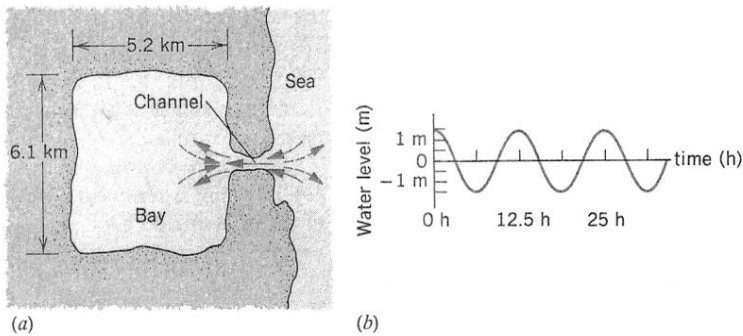 5.2 km
Sea
Channel
6.1 km
Bay
(a)
Water level (m)
1 m
0
−1 m
time (h)
0 h
12.5 h
25 h
(b)